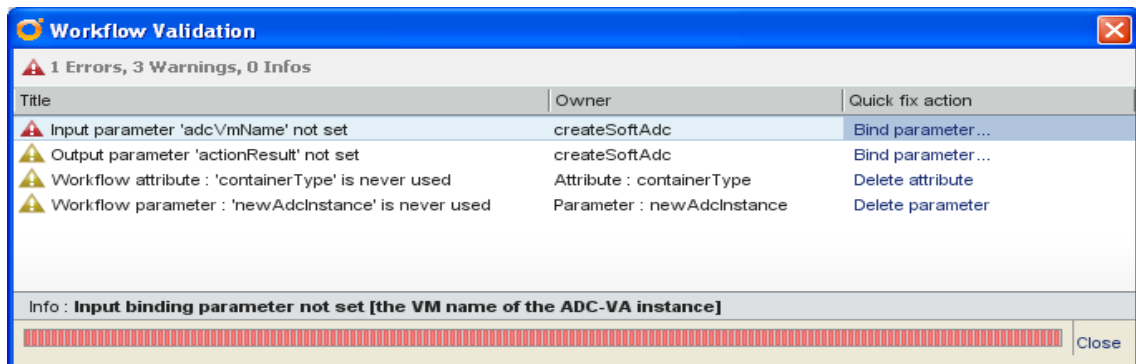 Workflow Validation
1 Errors, 3 Warnings, 0 Infos
Title Owner Quick fix action
Input parameter 'adcVmName' not set createSoftAdc Bind parameter...
Output parameter 'actionResult' not set createSoftAdc Bind parameter...
Workflow attribute : 'containerType' is never used Attribute : containerType Delete attribute
Workflow parameter : 'newAdcInstance' is never used Parameter : newAdcInstance Delete parameter
Info : Input binding parameter not set [the VM name of the ADC-VA instance]
Close